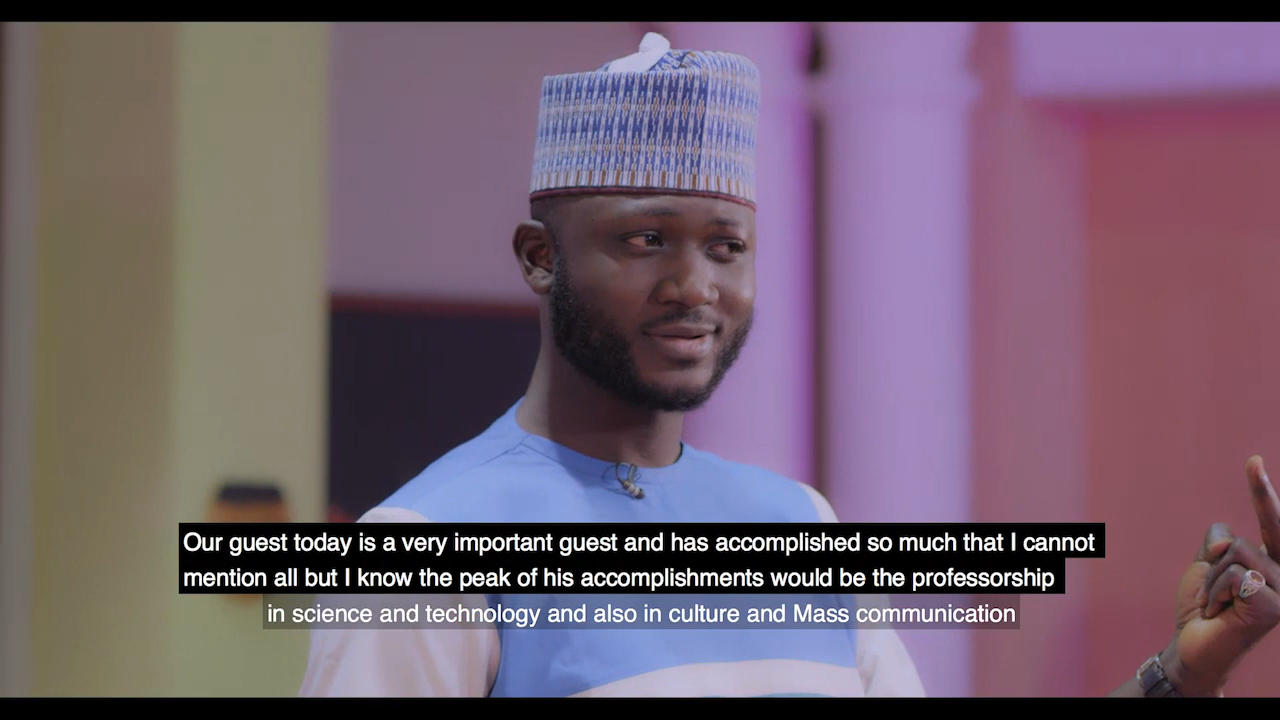 Our guest today is a very important guest and has accomplished so much that I cannot
mention all but I know the peak of his accomplishments would be the professorship
in science and technology and also in culture and Mass communication